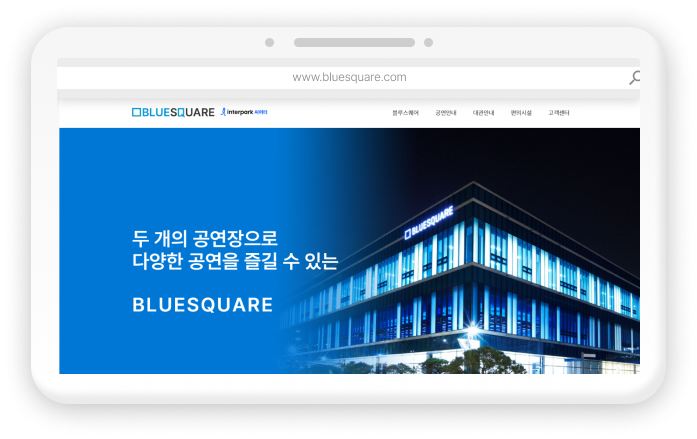 www.bluesquare.com
BLUESQUARE interpark 씨어터
블루스퀘어 공연안내 대관안내 편의시설 고객센터
BLUESQUARE
두 개의 공연장으로
다양한 공연을 즐길 수 있는
BLUESQUARE